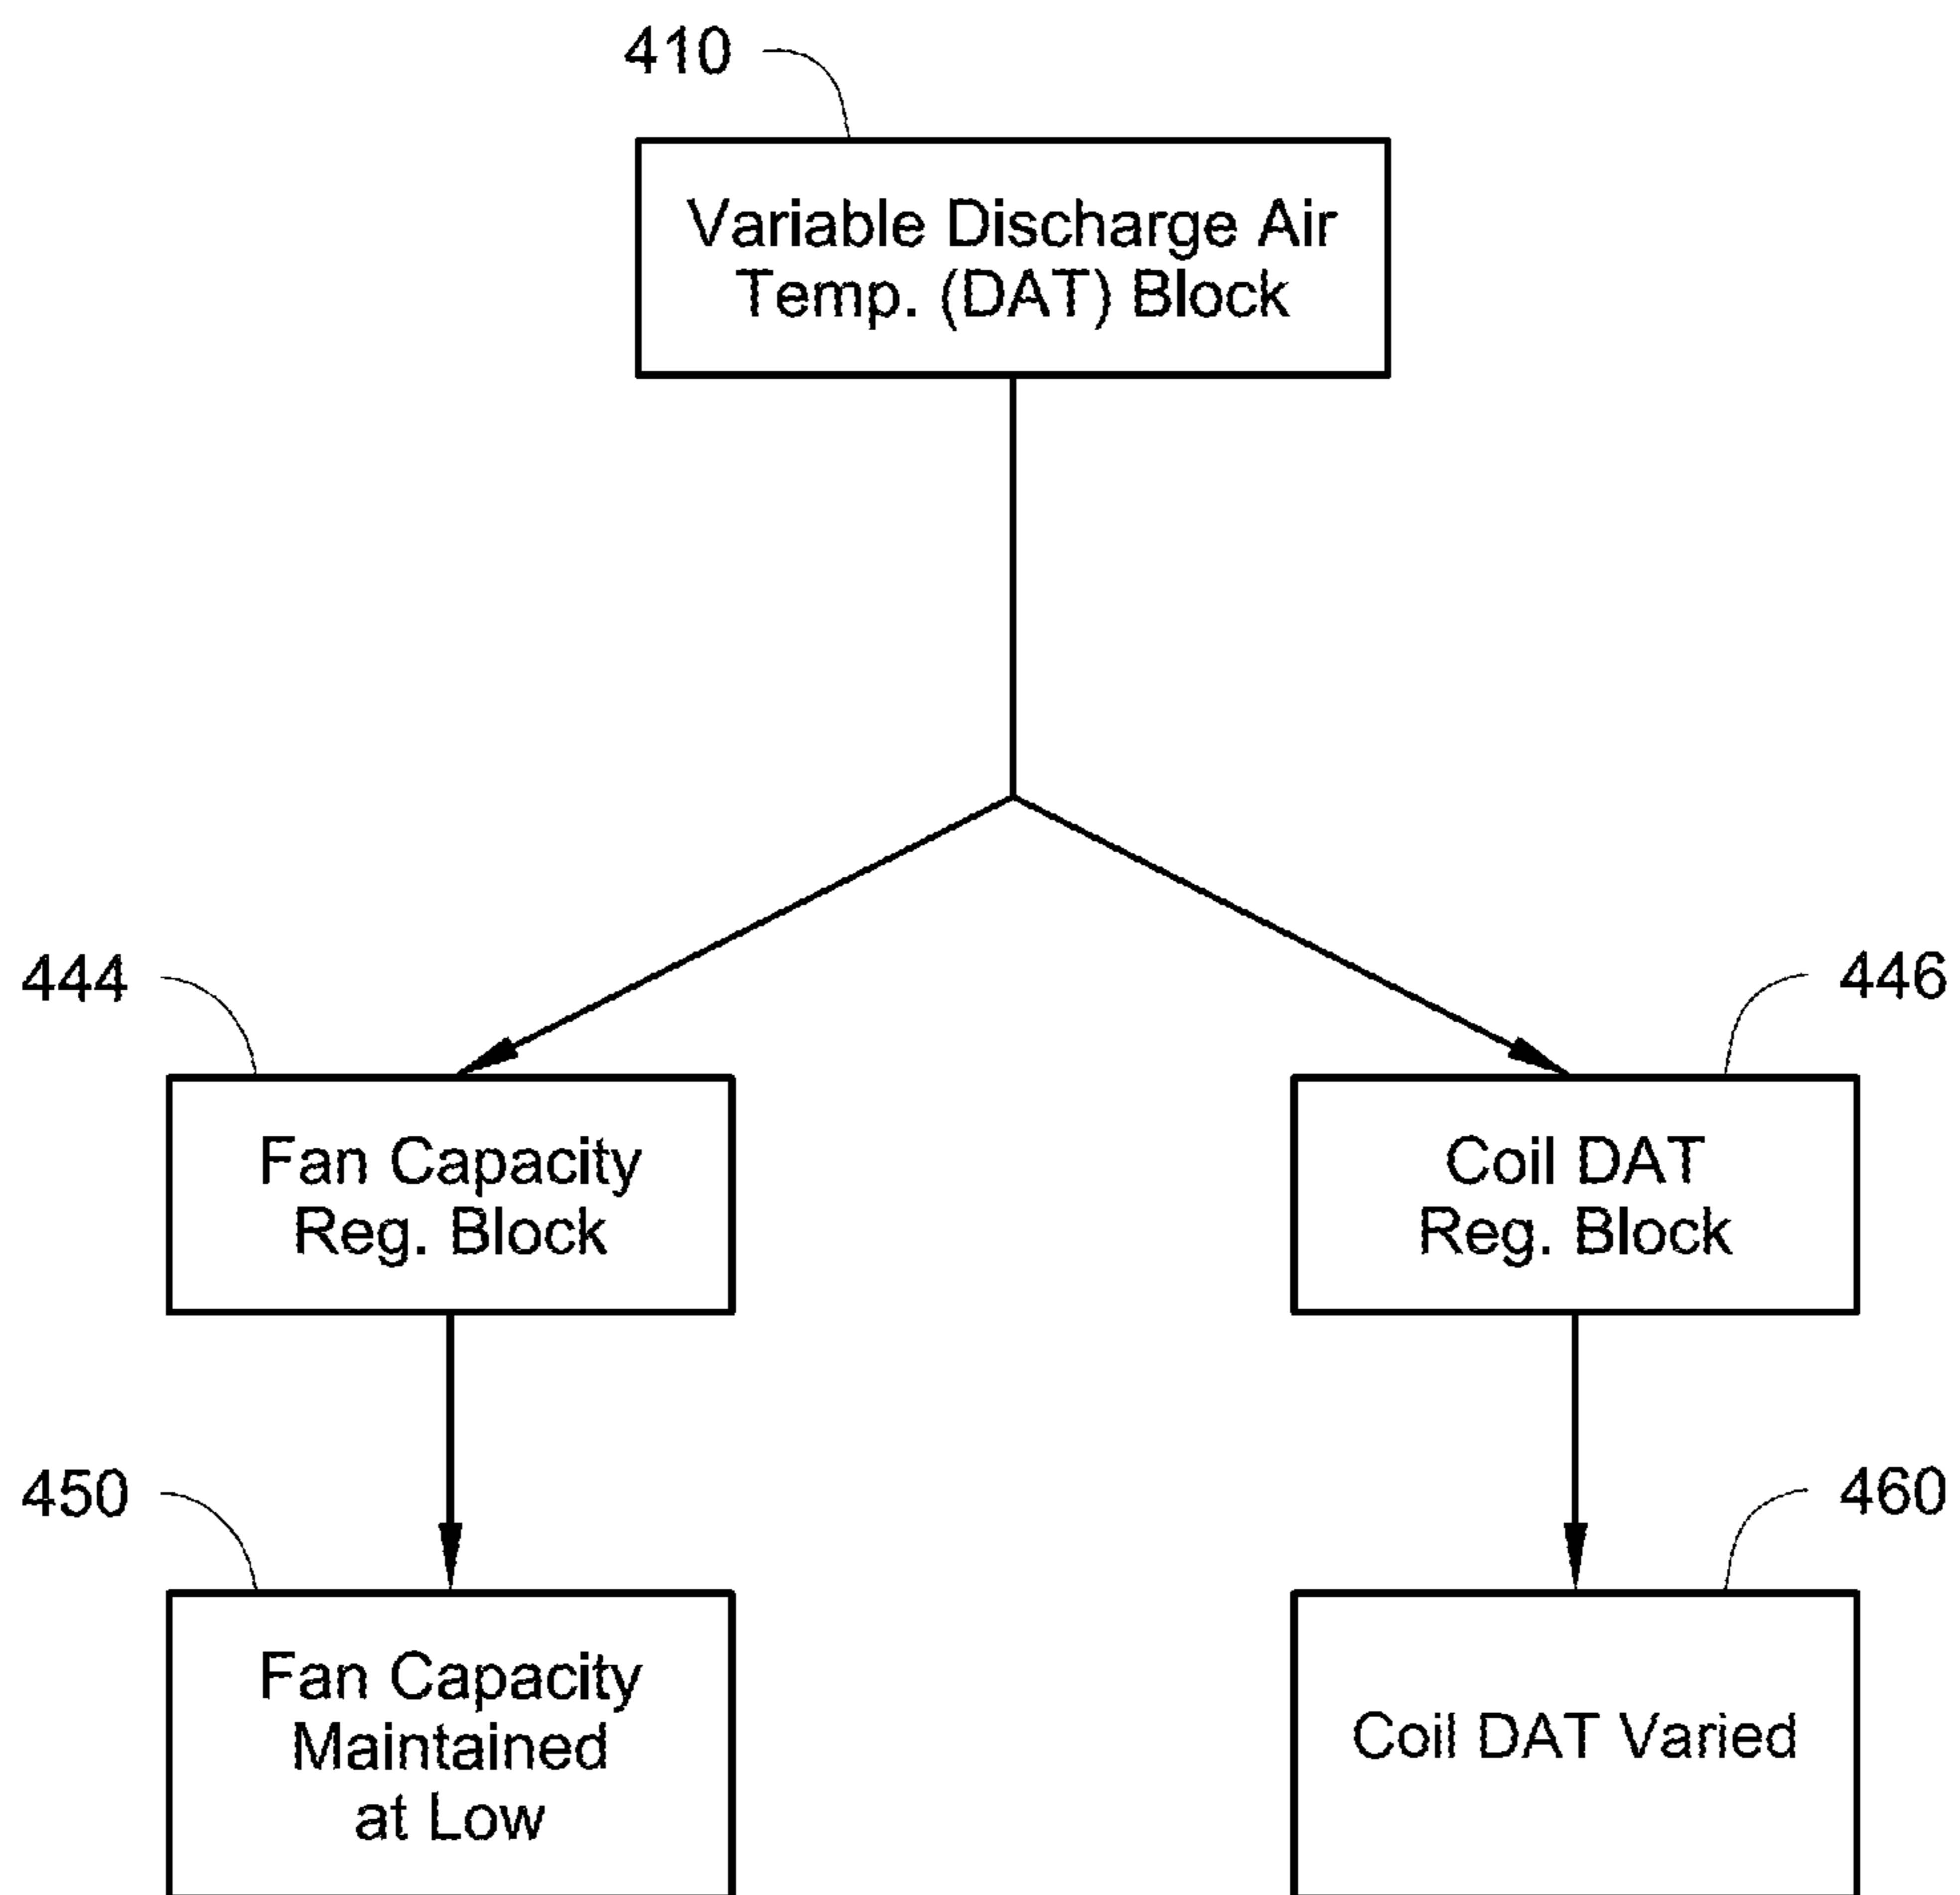 410
Variable Discharge Air
Temp. (DAT) Block
444
446
Fan Capacity
Reg. Block
Coil DAT
Reg. Block
450
460
Fan Capacity
Maintained
at Low
Coil DAT Varied